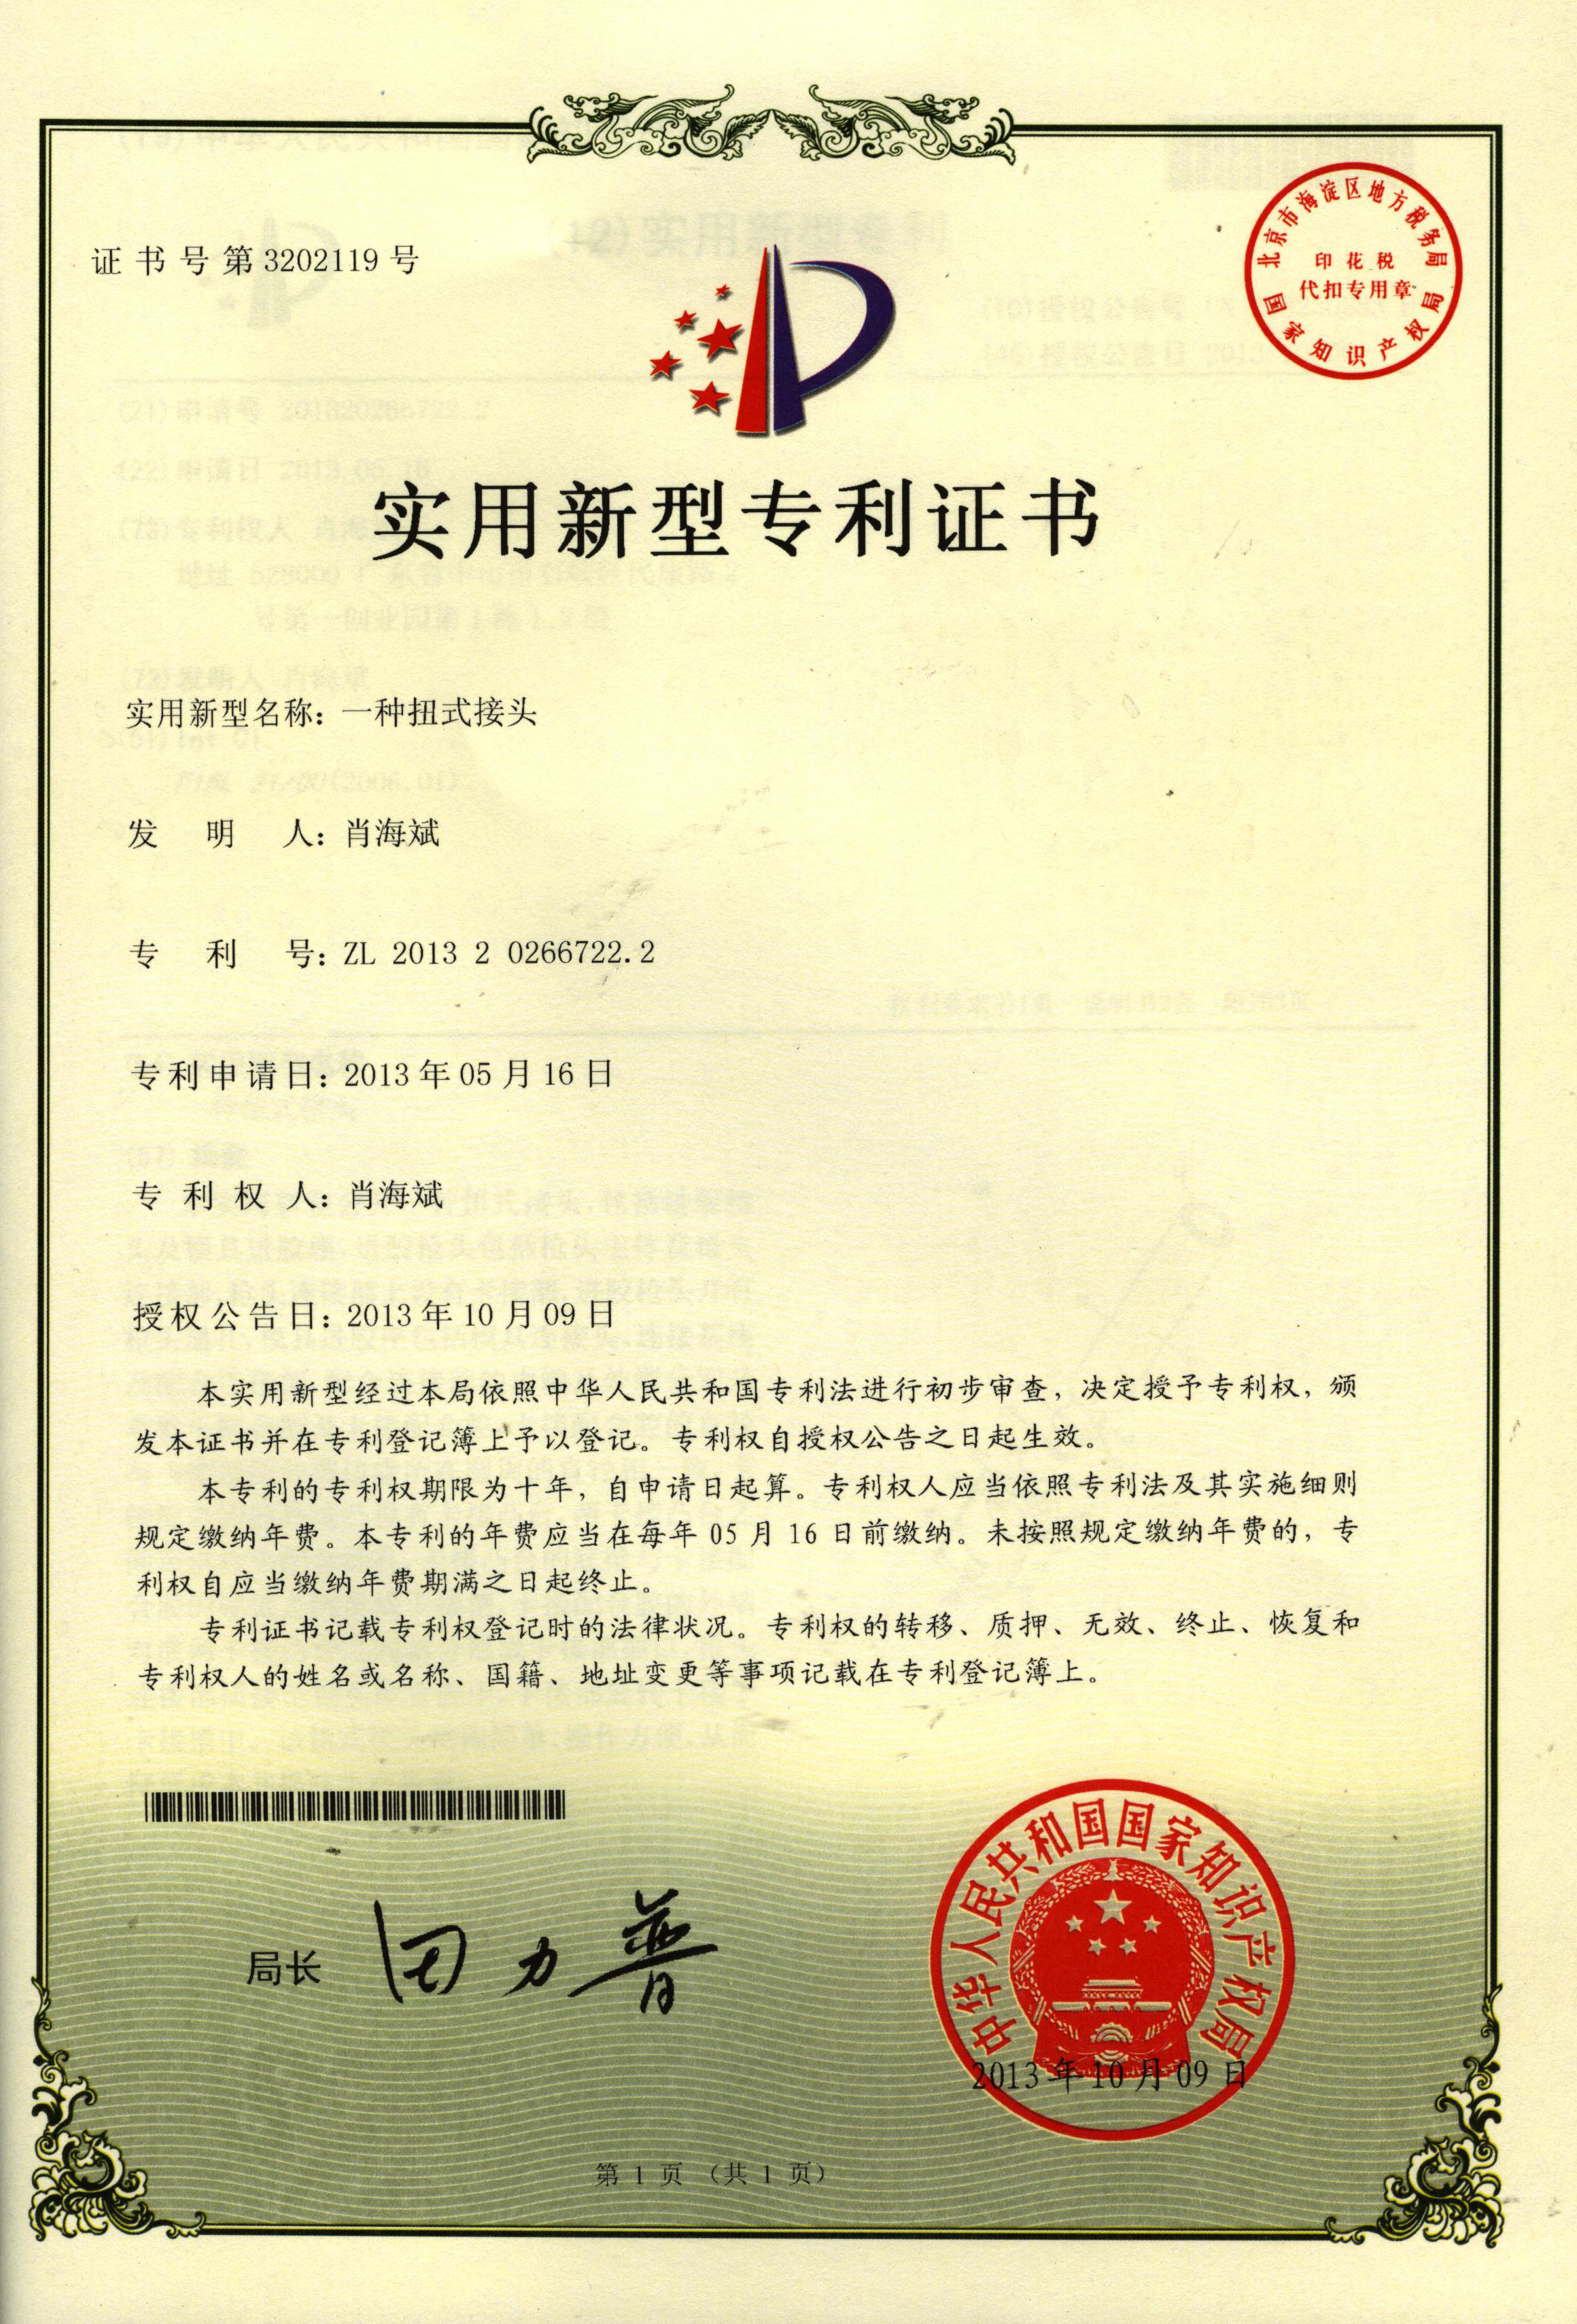 证书号第3202119号
北京市海淀区地方税务局
印花税
代扣专用章
国家知识产权局
实用新型专利证书
实用新型名称：一种扭式接头
发明人：肖海斌
专利号：ZL 2013 2 0266722.2
专利申请日：2013年05月16日
专利权人：肖海斌
授权公告日：2013年10月09日
本实用新型经过本局依照中华人民共和国专利法进行初步审查，决定授予专利权，颁
发本证书并在专利登记簿上予以登记。专利权自授权公告之日起生效。
本专利的专利权期限为十年，自申请日起算。专利权人应当依照专利法及其实施细则
规定缴纳年费。本专利的年费应当在每年 05 月 16 日前缴纳。未按照规定缴纳年费的，专
利权自应当缴纳年费期满之日起终止。
专利证书记载专利权登记时的法律状况。专利权的转移、质押、无效、终止、恢复和
专利权人的姓名或名称、国籍、地址变更等事项记载在专利登记簿上。
局长 田力普
中华人民共和国国家知识产权局
2013年10月09日
第 1 页 （共 1 页）